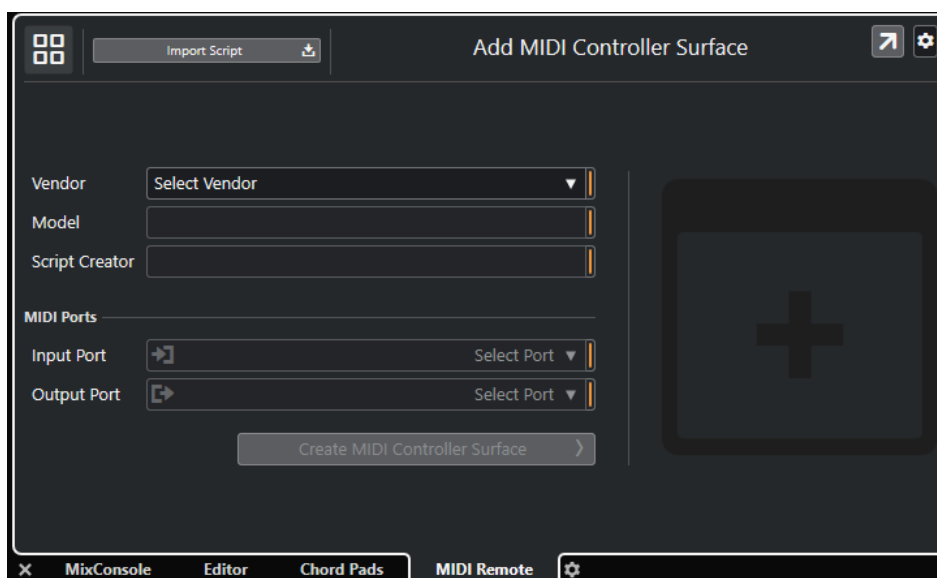 Import Script
Add MIDI Controller Surface
Vendor
Select Vendor
Model
Script Creator
MIDI Ports
Input Port
Select Port
Output Port
Select Port
Create MIDI Controller Surface
MixConsole
Editor
Chord Pads
MIDI Remote